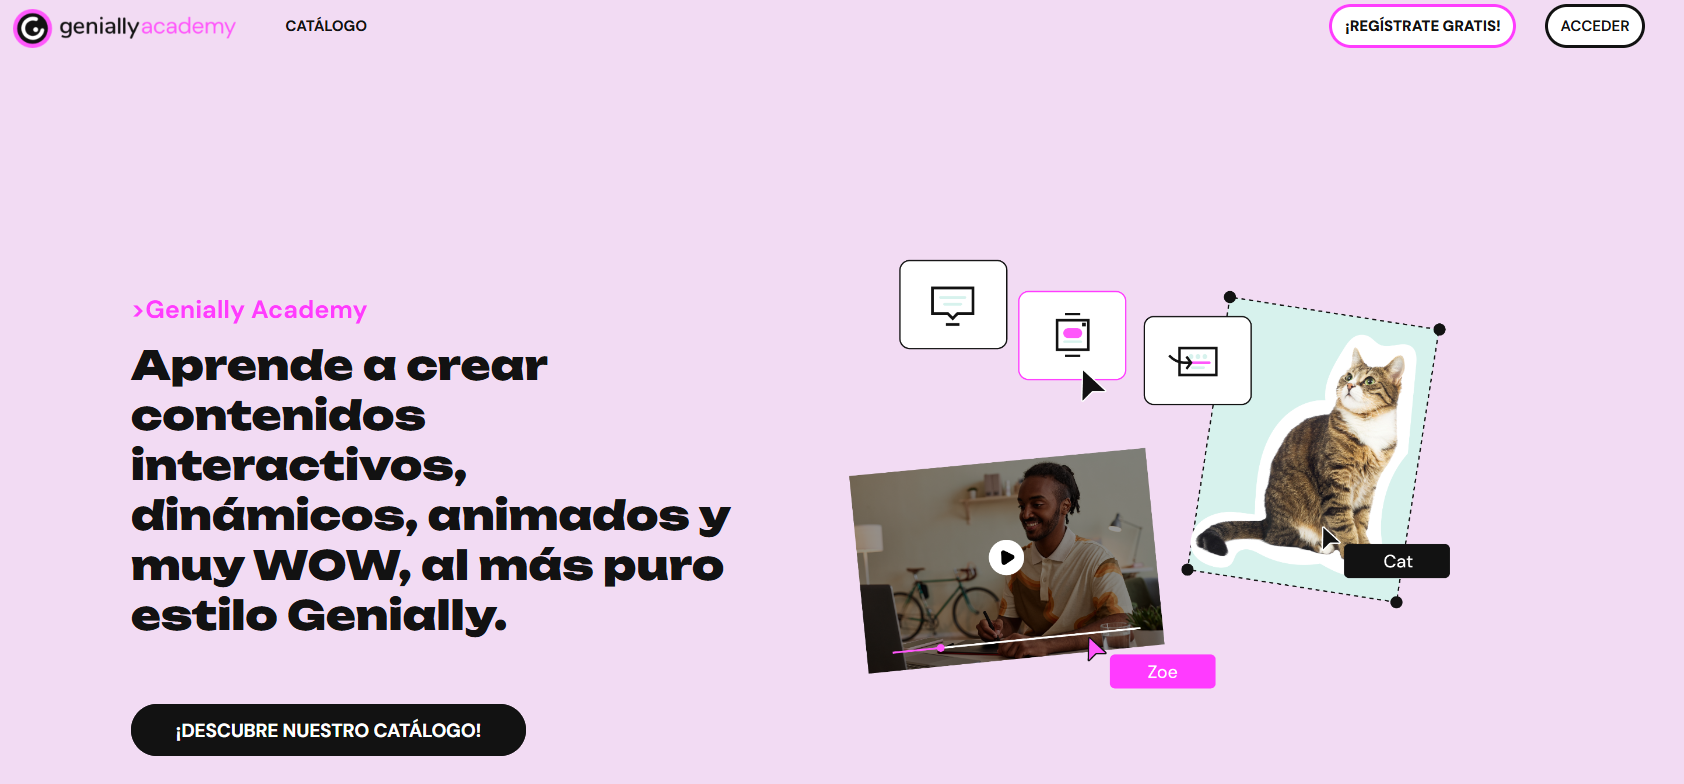 geniallyacademy
CATÁLOGO
¡REGÍSTRATE GRATIS!
ACCEDER
>Genially Academy
Aprende a crear
contenidos
interactivos,
dinámicos, animados y
muy WOW, al más puro
estilo Genially.
¡DESCUBRE NUESTRO CATÁLOGO!
Cat
Zoe